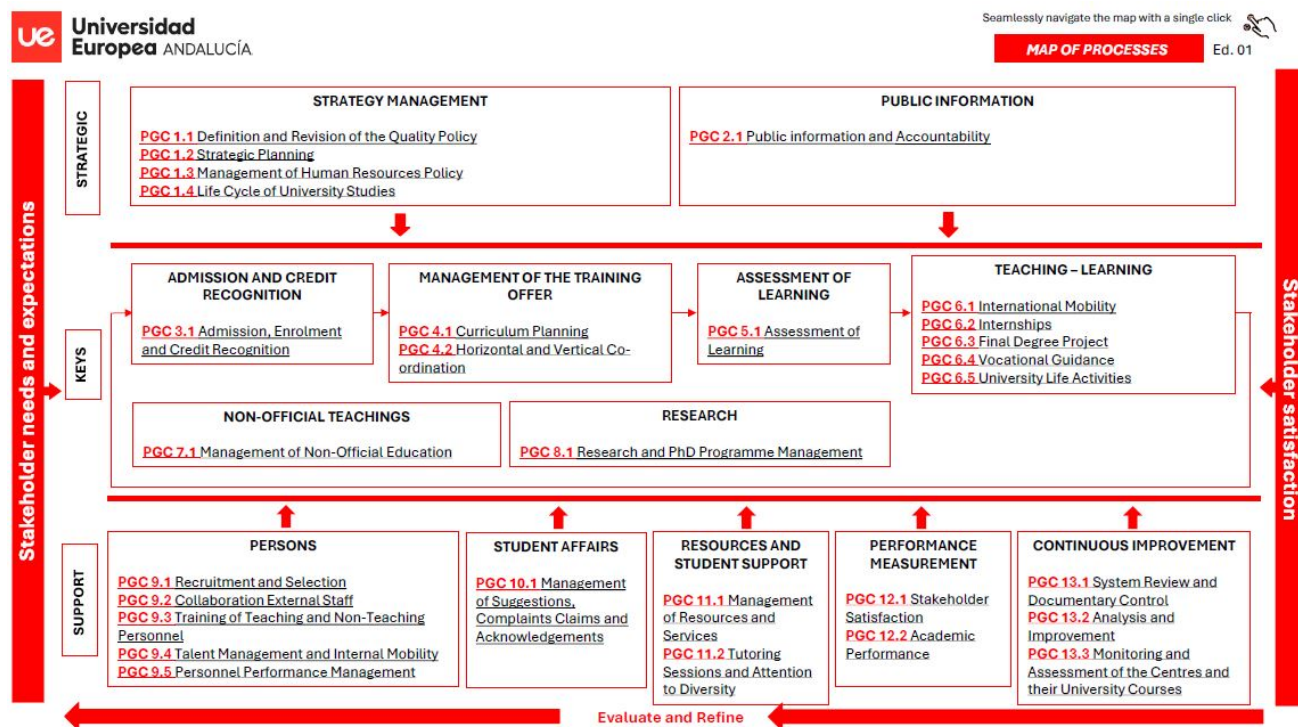 ue
Universidad
Europea ANDALUCÍA
Seamlessly navigate the map with a single click
MAP OF PROCESSES
Ed. 01
Stakeholder needs and expectations
STRATEGIC
STRATEGY MANAGEMENT
PGC 1.1 Definition and Revision of the Quality Policy
PGC 1.2 Strategic Planning
PGC 1.3 Management of Human Resources Policy
PGC 1.4 Life Cycle of University Studies
PUBLIC INFORMATION
PGC 2.1 Public information and Accountability
KEYS
ADMISSION AND CREDIT
RECOGNITION
PGC 3.1 Admission, Enrolment
and Credit Recognition
MANAGEMENT OF THE TRAINING
OFFER
PGC 4.1 Curriculum Planning
PGC 4.2 Horizontal and Vertical Co-
ordination
ASSESSMENT OF
LEARNING
PGC 5.1 Assessment of
Learning
TEACHING – LEARNING
PGC 6.1 International Mobility
PGC 6.2 Internships
PGC 6.3 Final Degree Project
PGC 6.4 Vocational Guidance
PGC 6.5 University Life Activities
NON-OFFICIAL TEACHINGS
PGC 7.1 Management of Non-Official Education
RESEARCH
PGC 8.1 Research and PhD Programme Management
SUPPORT
PERSONS
PGC 9.1 Recruitment and Selection
PGC 9.2 Collaboration External Staff
PGC 9.3 Training of Teaching and Non-Teaching
Personnel
PGC 9.4 Talent Management and Internal Mobility
PGC 9.5 Personnel Performance Management
STUDENT AFFAIRS
PGC 10.1 Management
of Suggestions,
Complaints Claims and
Acknowledgements
RESOURCES AND
STUDENT SUPPORT
PGC 11.1 Management
of Resources and
Services
PGC 11.2 Tutoring
Sessions and Attention
to Diversity
PERFORMANCE
MEASUREMENT
PGC 12.1 Stakeholder
Satisfaction
PGC 12.2 Academic
Performance
CONTINUOUS IMPROVEMENT
PGC 13.1 System Review and
Documentary Control
PGC 13.2 Analysis and
Improvement
PGC 13.3 Monitoring and
Assessment of the Centres and
their University Courses
Stakeholder satisfaction
Evaluate and Refine